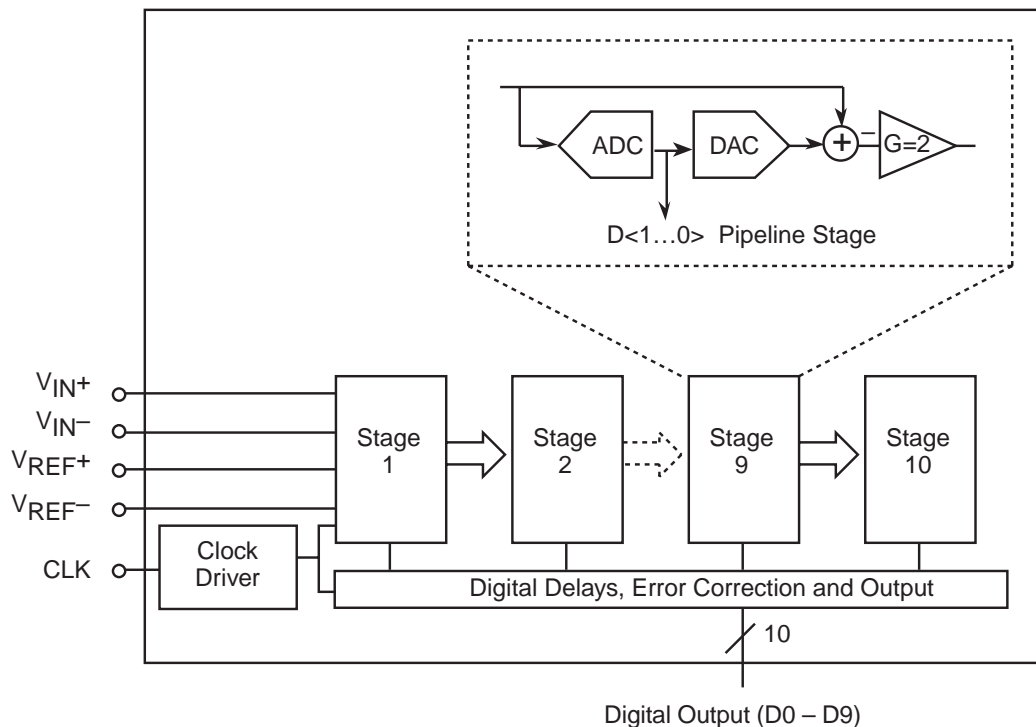 ADC
DAC
+
–
G=2
D<1…0> Pipeline Stage
VIN+
VIN–
VREF+
VREF–
CLK
Stage
1
Stage
2
Stage
9
Stage
10
Clock
Driver
Digital Delays, Error Correction and Output
10
Digital Output (D0 – D9)